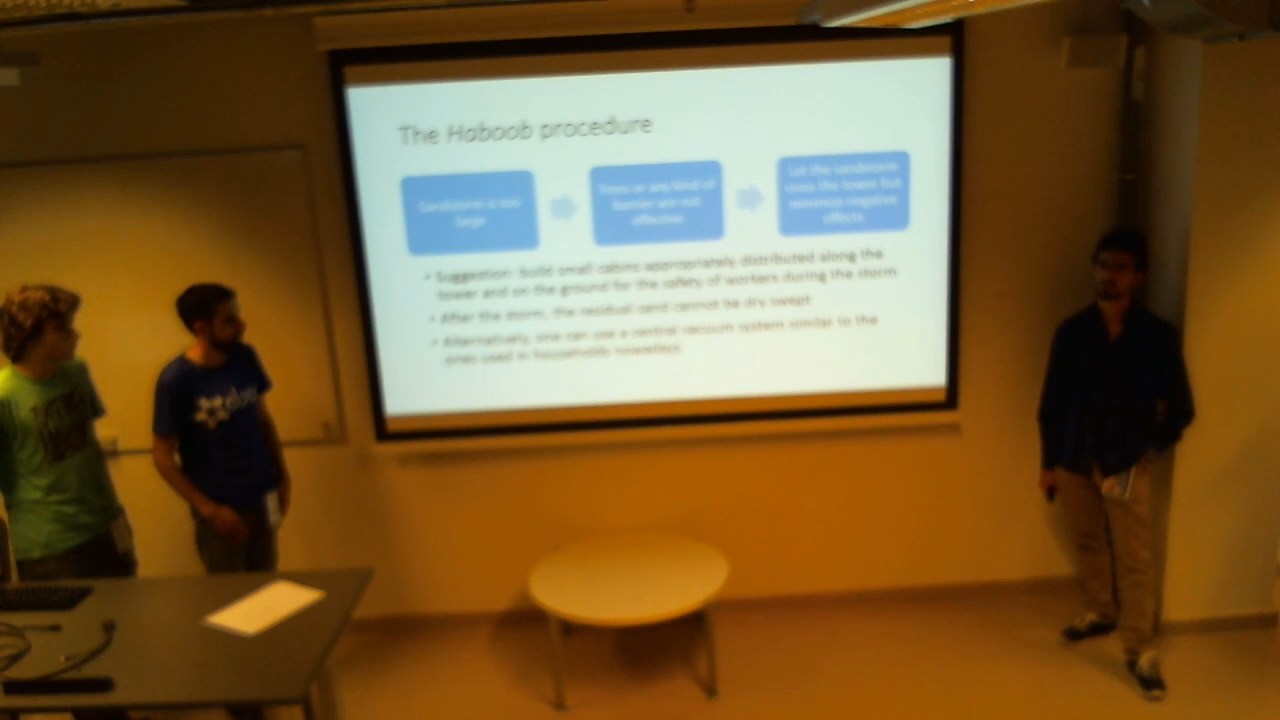 The Haboob procedure
Sandstone is too
large
Trees or any kind of
barrier are not
effective
Let the sandstorm
cross the tower but
minimize negative
effects
• Suggestion: build small cabins appropriately distributed along the
tower and on the ground for the safety of workers during the storm
• After the storm, the residual sand cannot be dry swept
• Alternatively, one can use a central vacuum system similar to the
ones used in households nowadays